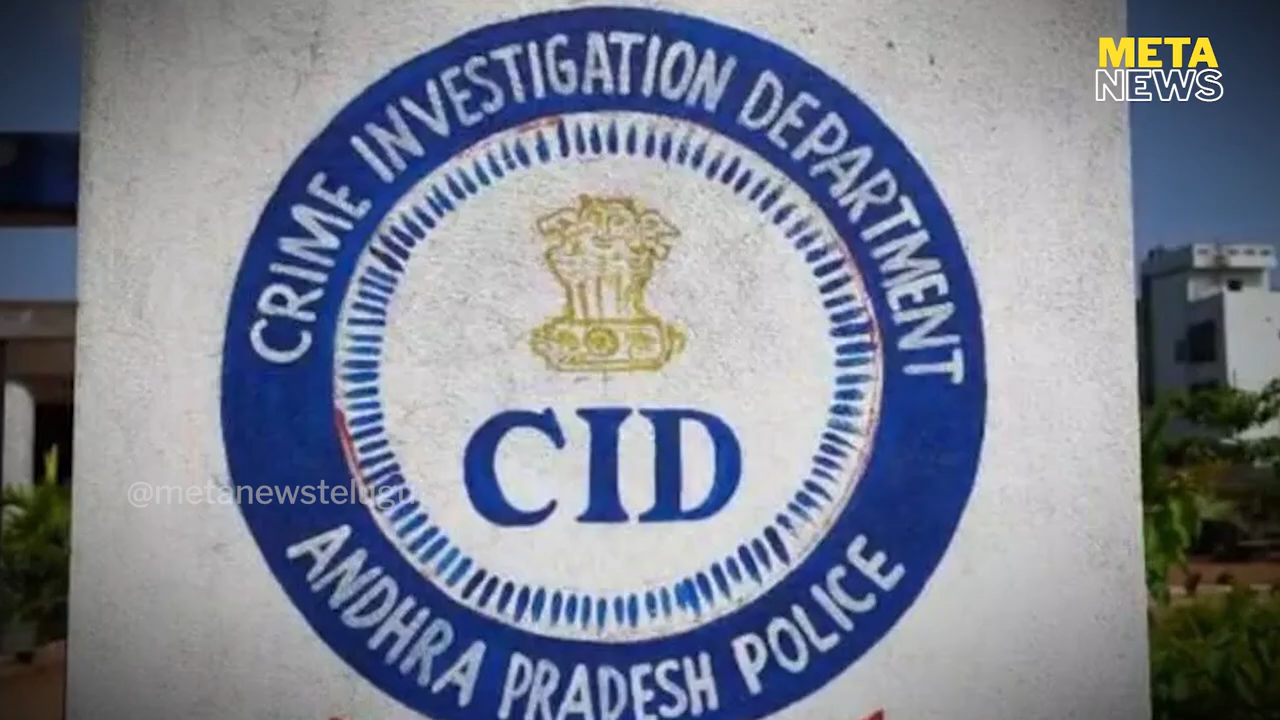 META
NEWS
CRIME INVESTIGATION DEPARTMENT
CID
@metanewstelugu
ANDHRA PRADESH POLICE